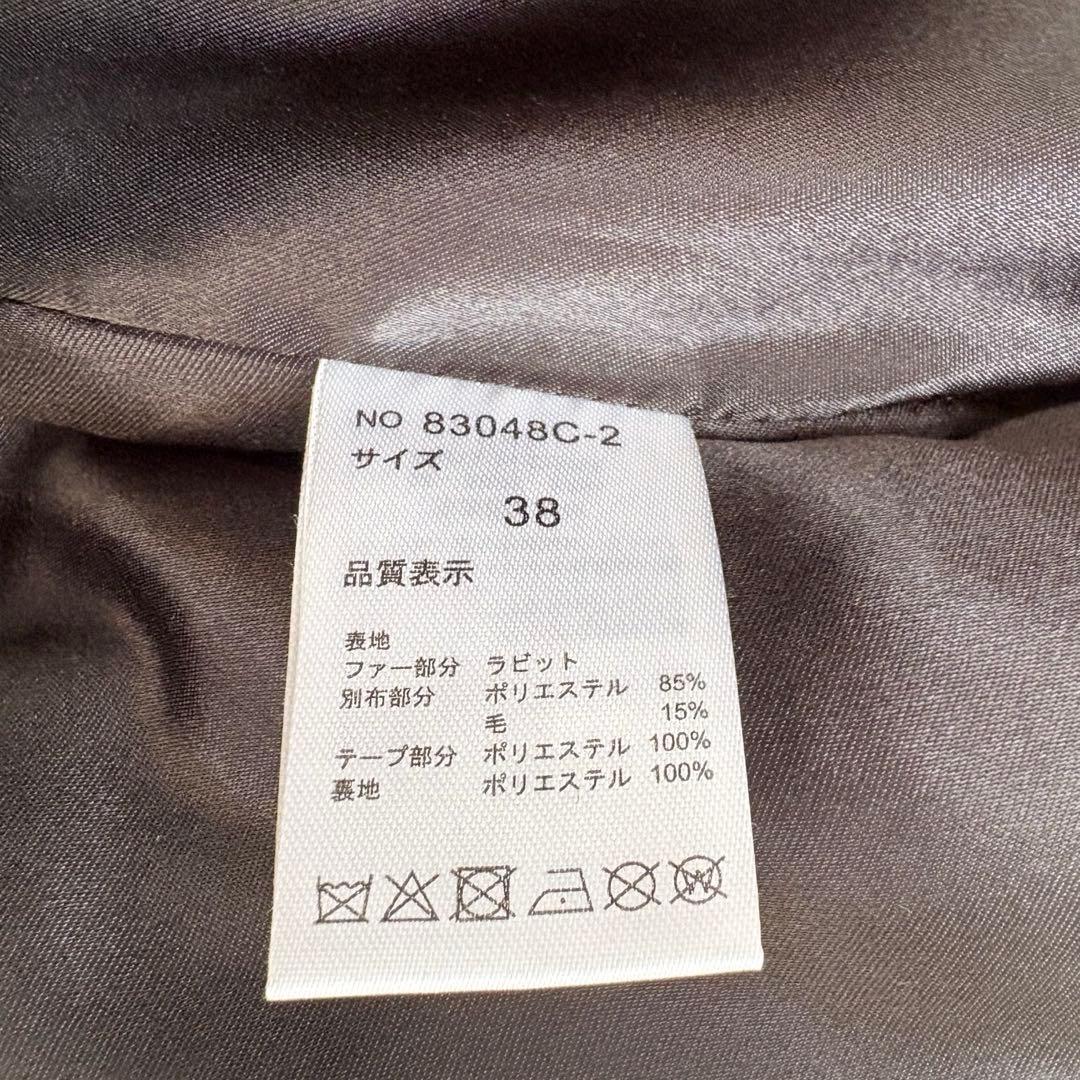 NO 83048C-2
サイズ
38
品質表示
表地
ファー部分 ラビット
別布部分 ポリエステル 85%
毛 15%
テープ部分 ポリエステル 100%
裏地 ポリエステル 100%
W